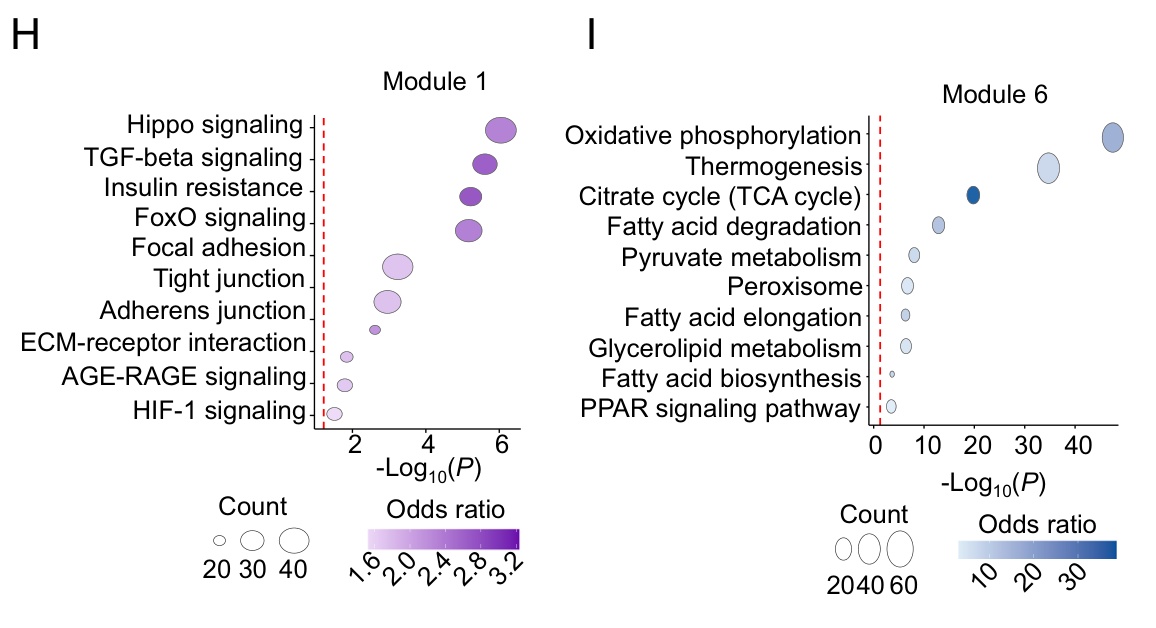 H
Module 1
Hippo signaling
TGF-beta signaling
Insulin resistance
FoxO signaling
Focal adhesion
Tight junction
Adherens junction
ECM-receptor interaction
AGE-RAGE signaling
HIF-1 signaling
2 4 6
-Log10(P)
Count
20 30 40
Odds ratio
1.6 2.0 2.4 2.8 3.2
I
Module 6
Oxidative phosphorylation
Thermogenesis
Citrate cycle (TCA cycle)
Fatty acid degradation
Pyruvate metabolism
Peroxisome
Fatty acid elongation
Glycerolipid metabolism
Fatty acid biosynthesis
PPAR signaling pathway
0 10 20 30 40
-Log10(P)
Count
20 40 60
Odds ratio
10 20 30